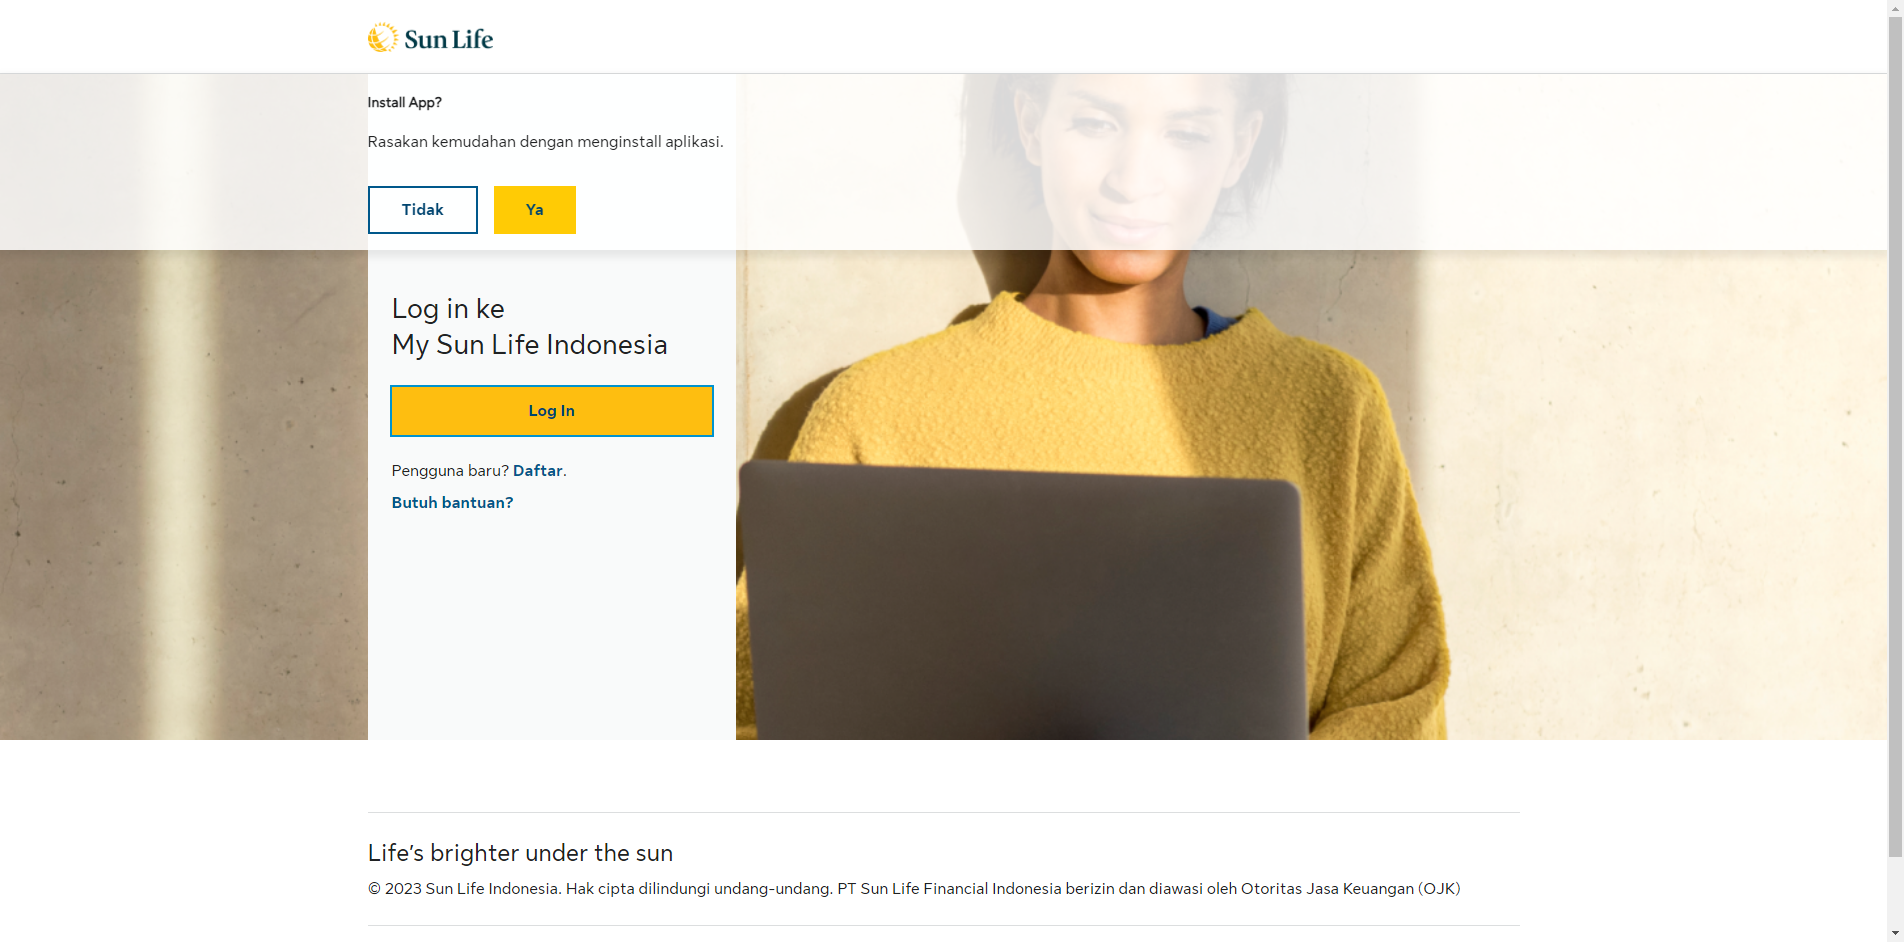 Sun Life
Install App?
Rasakan kemudahan dengan menginstall aplikasi.
Tidak
Ya
Log in ke
My Sun Life Indonesia
Log In
Pengguna baru? Daftar.
Butuh bantuan?
Life’s brighter under the sun
© 2023 Sun Life Indonesia. Hak cipta dilindungi undang-undang. PT Sun Life Financial Indonesia berizin dan diawasi oleh Otoritas Jasa Keuangan (OJK)